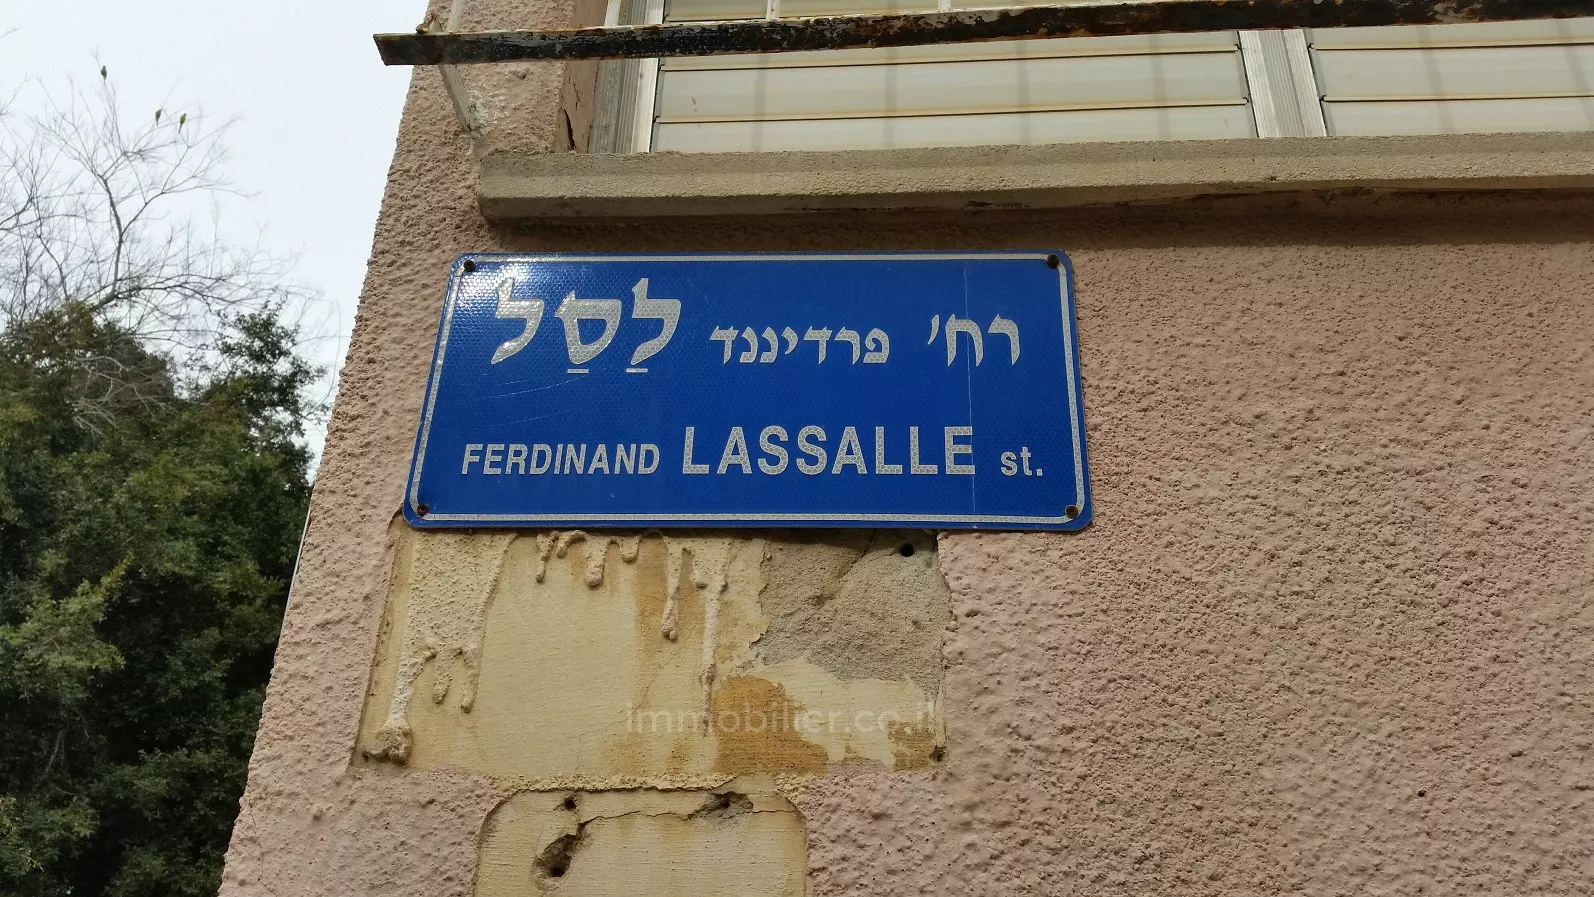 רח' פרדיננד לַסַל
FERDINAND LASSALLE st.
immobilier.co.il